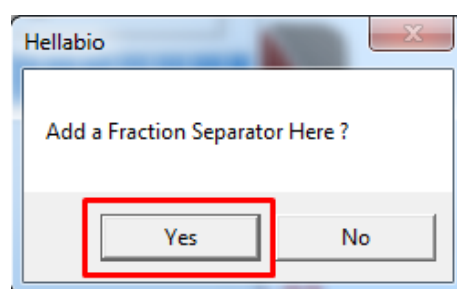 Hellabio
Add a Fraction Separator Here ?
Yes
No